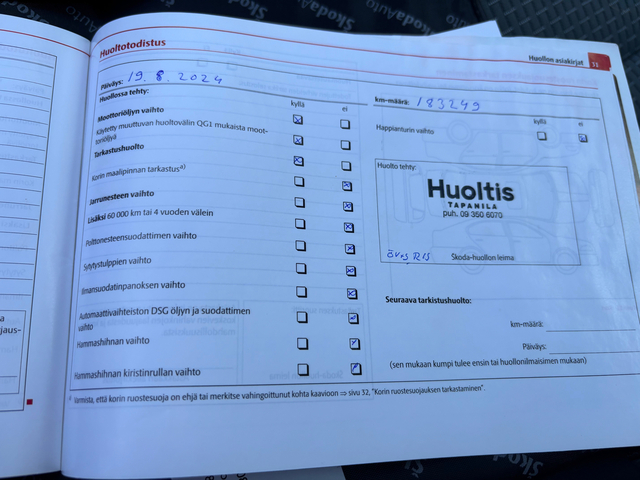 SkodaAuto
Huoltotodistus
Huollon asiakirjat
11
Päiväys: 19. 8. 2024
Huollossa tehty:
kyllä
ei
Moottoriöljyn vaihto
Käytetty muuttuvan huoltovälin QG1 mukaista moot-
toriöljyä
Tarkastushuolto
Korin maalipinnan tarkastus a)
Jarrunesteen vaihto
Lisäksi 60 000 km tai 4 vuoden välein
Polttonesteensuodattimen vaihto
Sytytystulppien vaihto
Ilmansuodatinpanoksen vaihto
Automaattivaihteiston DSG öljyn ja suodattimen
vaihto
Hammashihnan vaihto
Hammashihnan kiristinrullan vaihto
km-määrä: 183249
kyllä
ei
Happianturin vaihto
Huolto tehty:
Huoltis
TAPANILA
puh. 09 350 6070
Skoda-huollon leima
Seuraava tarkistushuolto:
km-määrä:
Päiväys:
(sen mukaan kumpi tulee ensin tai huollonilmaisimen mukaan)
Varmista, että korin ruostesuoja on ehjä tai merkitse vahingoittunut kohta kaavioon ⇒ sivu 32, "Korin ruostesuojauksen tarkastaminen".